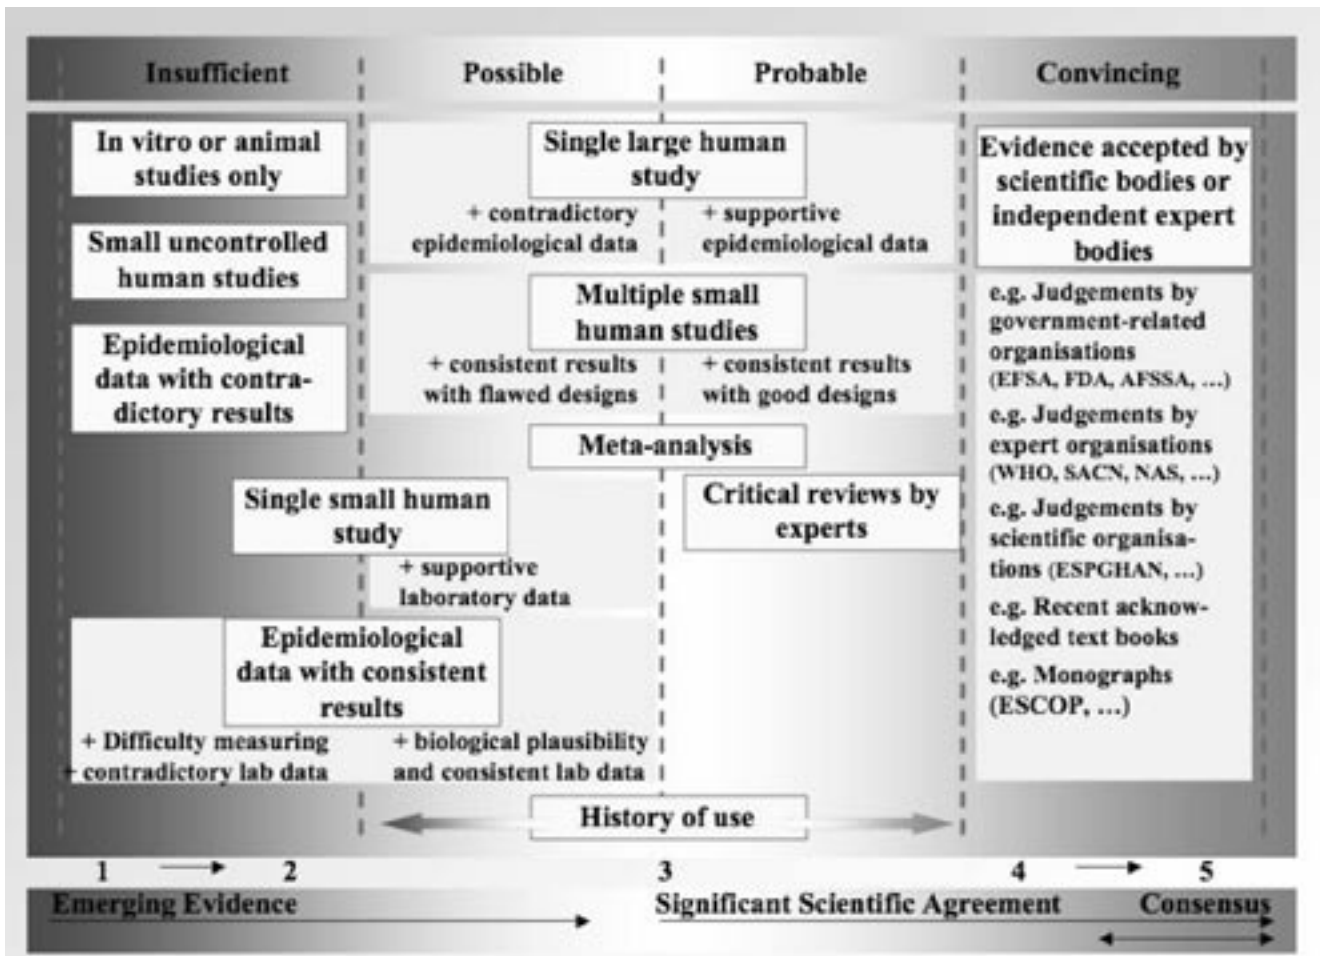 Insufficient
Possible
Probable
Convincing
In vitro or animal
studies only
Small uncontrolled
human studies
Epidemiological
data with contra-
dictory results
Single large human
study
+ contradictory
epidemiological data
+ supportive
epidemiological data
Multiple small
human studies
+ consistent results
with flawed designs
+ consistent results
with good designs
Meta-analysis
Critical reviews by
experts
Single small human
study
+ supportive
laboratory data
Epidemiological
data with consistent
results
+ Difficulty measuring
+ contradictory lab data
+ biological plausibility
and consistent lab data
History of use
Evidence accepted by
scientific bodies or
independent expert
bodies
e.g. Judgements by
government-related
organisations
(EFSA, FDA, AFSSA, …)
e.g. Judgements by
expert organisations
(WHO, SACN, NAS, …)
e.g. Judgements by
scientific organisa-
tions (ESPGHAN, …)
e.g. Recent acknow-
ledged text books
e.g. Monographs
(ESCOP, …)
1 2 3 4 5
Emerging Evidence
Significant Scientific Agreement
Consensus